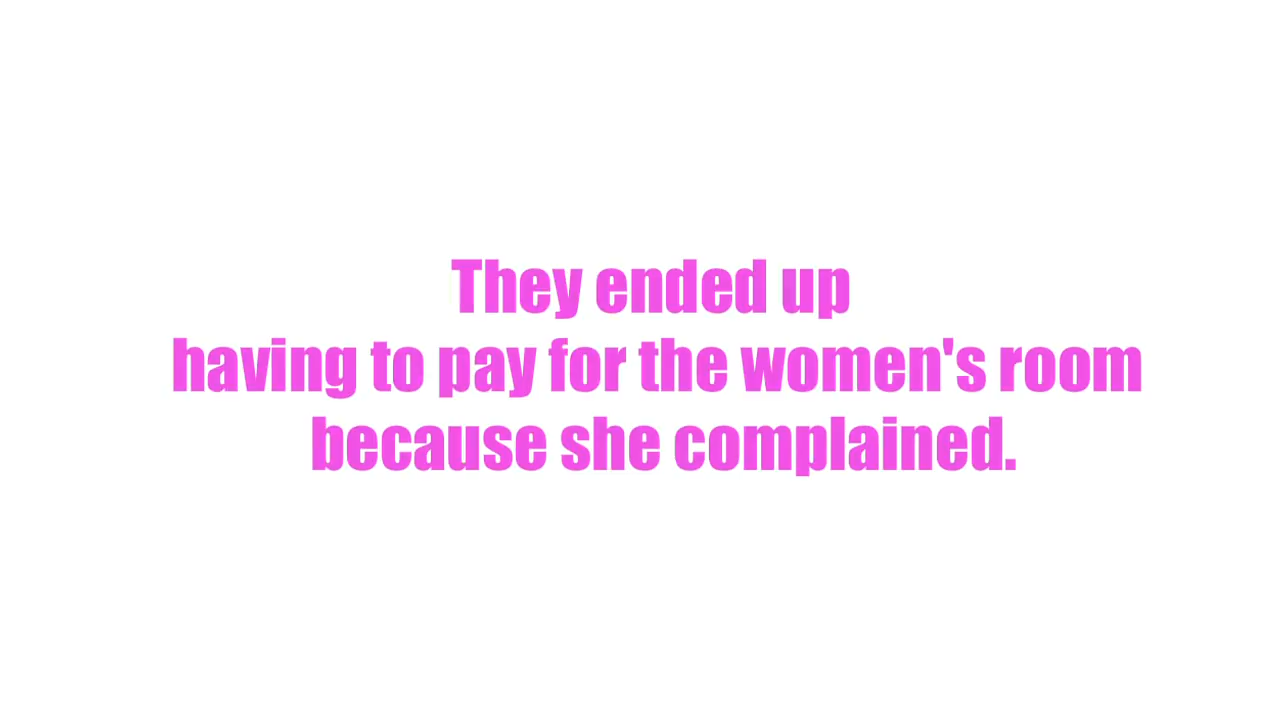 They ended up
having to pay for the women's room
because she complained.